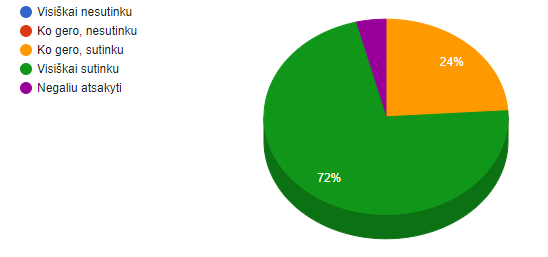 Visiškai nesutinku
Ko gero, nesutinku
Ko gero, sutinku
Visiškai sutinku
Negaliu atsakyti
24%
72%